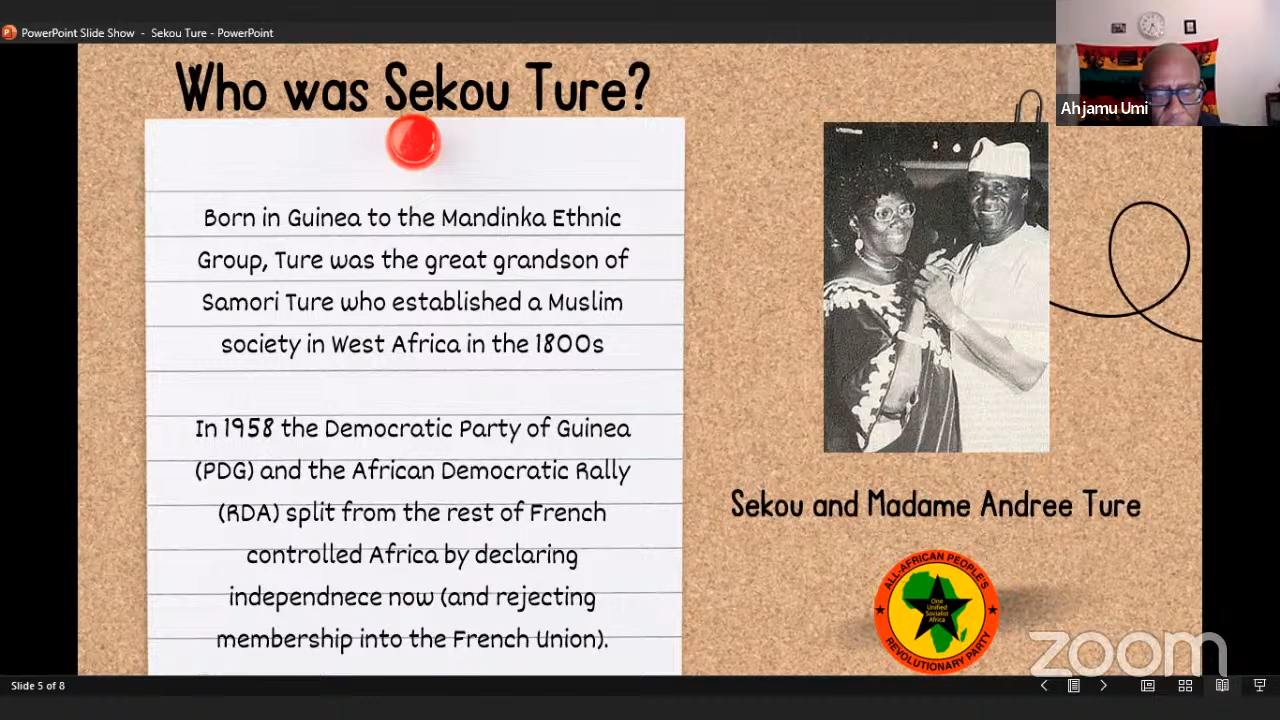 PowerPoint Slide Show - Sekou Ture - PowerPoint
Ahjamu Umi
Who was Sekou Ture?
Born in Guinea to the Mandinka Ethnic
Group, Ture was the great grandson of
Samori Ture who established a Muslim
society in West Africa in the 1800s
In 1958 the Democratic Party of Guinea
(PDG) and the African Democratic Rally
(RDA) split from the rest of French
controlled Africa by declaring
independnece now (and rejecting
membership into the French Union).
Sekou and Madame Andree Ture
ALL-AFRICAN PEOPLE'S
One
Unified
Socialist
Africa
REVOLUTIONARY PARTY
zoom
Slide 5 of 8